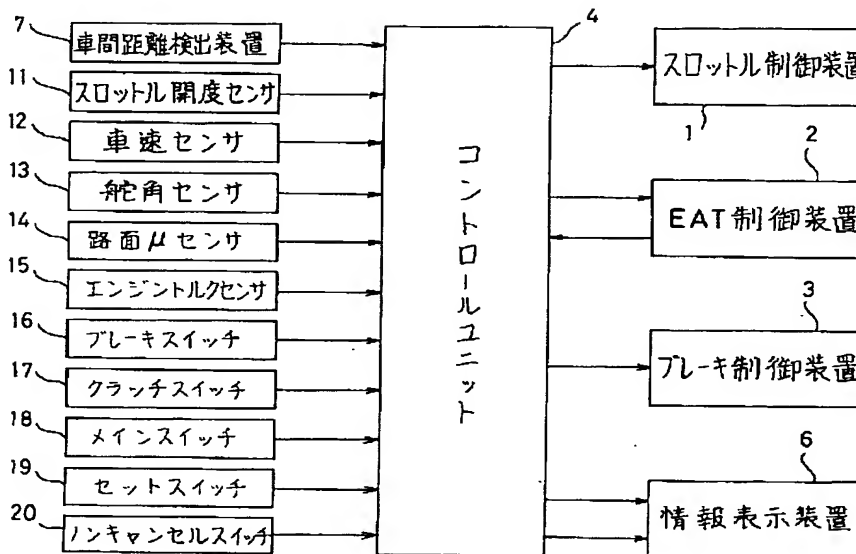 7
車間距離検出装置
11
スロットル開度センサ
12
車速センサ
13
舵角センサ
14
路面μセンサ
15
エンジントルクセンサ
16
ブレーキスイッチ
17
クラッチスイッチ
18
メインスイッチ
19
セットスイッチ
20
ノンキャンセルスイッチ
4
コントロールユニット
スロットル制御装置
1
2
EAT制御装置
3
ブレーキ制御装置
6
情報表示装置